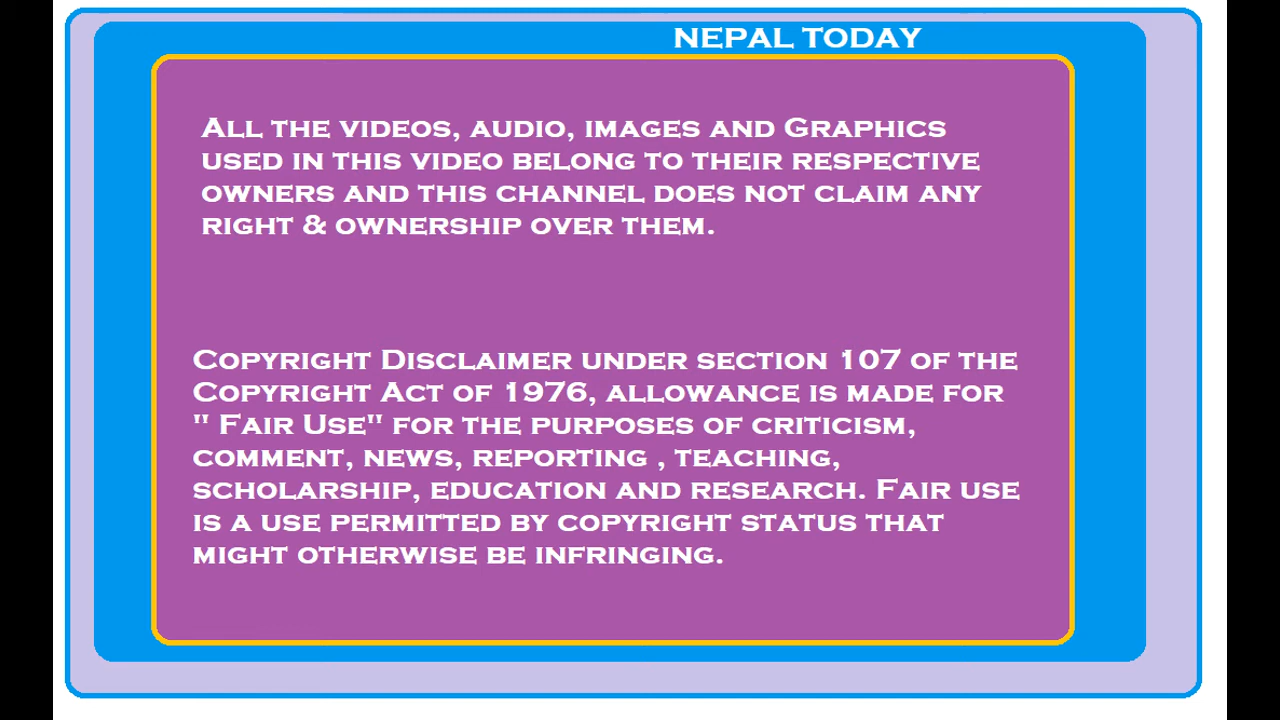 NEPAL TODAY
All the videos, audio, images and Graphics
used in this video belong to their respective
owners and this channel does not claim any
right & ownership over them.
Copyright Disclaimer under section 107 of the
Copyright Act of 1976, allowance is made for
" Fair Use" for the purposes of criticism,
comment, news, reporting , teaching,
scholarship, education and research. Fair use
is a use permitted by copyright status that
might otherwise be infringing.